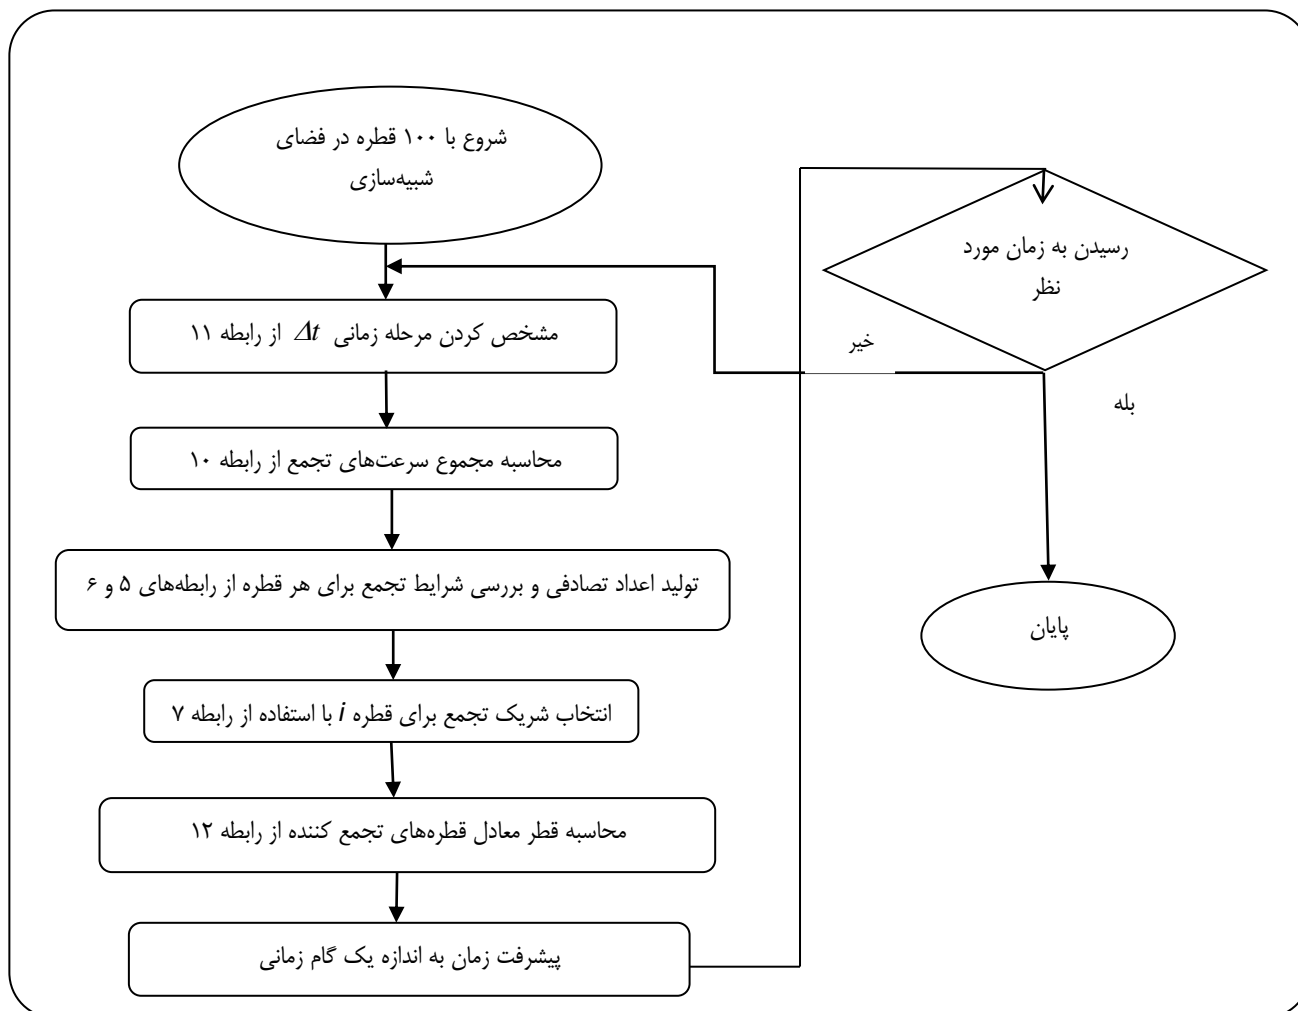 شروع با ۱۰۰ قطره در فضای
شبیه‌سازی
مشخص کردن مرحله زمانی Δt از رابطه ۱۱
محاسبه مجموع سرعت‌های تجمع از رابطه ۱۰
تولید اعداد تصادفی و بررسی شرایط تجمع برای هر قطره از رابطه‌های ۵ و ۶
انتخاب شریک تجمع برای قطره i با استفاده از رابطه ۷
محاسبه قطر معادل قطره‌های تجمع کننده از رابطه ۱۲
پیشرفت زمان به اندازه یک گام زمانی
رسیدن به زمان مورد
نظر
خیر
بله
پایان